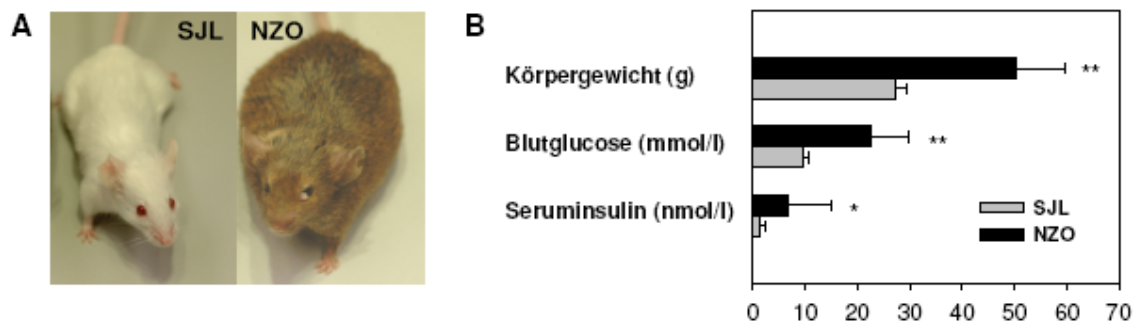 A
SJL NZO
B
Körpergewicht (g)
**
Blutglucose (mmol/l)
**
Seruminsulin (nmol/l)
*
SJL
NZO
0 10 20 30 40 50 60 70